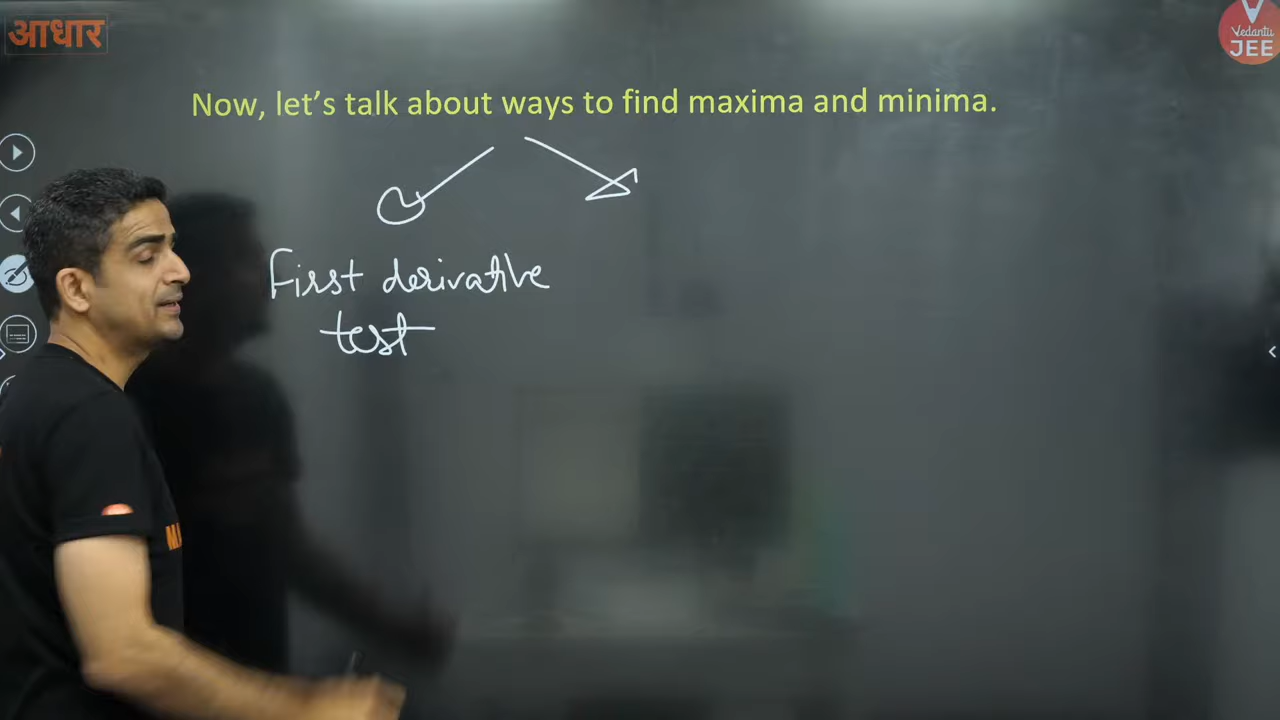 आधार
Vedantu
JEE
Now, let's talk about ways to find maxima and minima.
First derivative
test